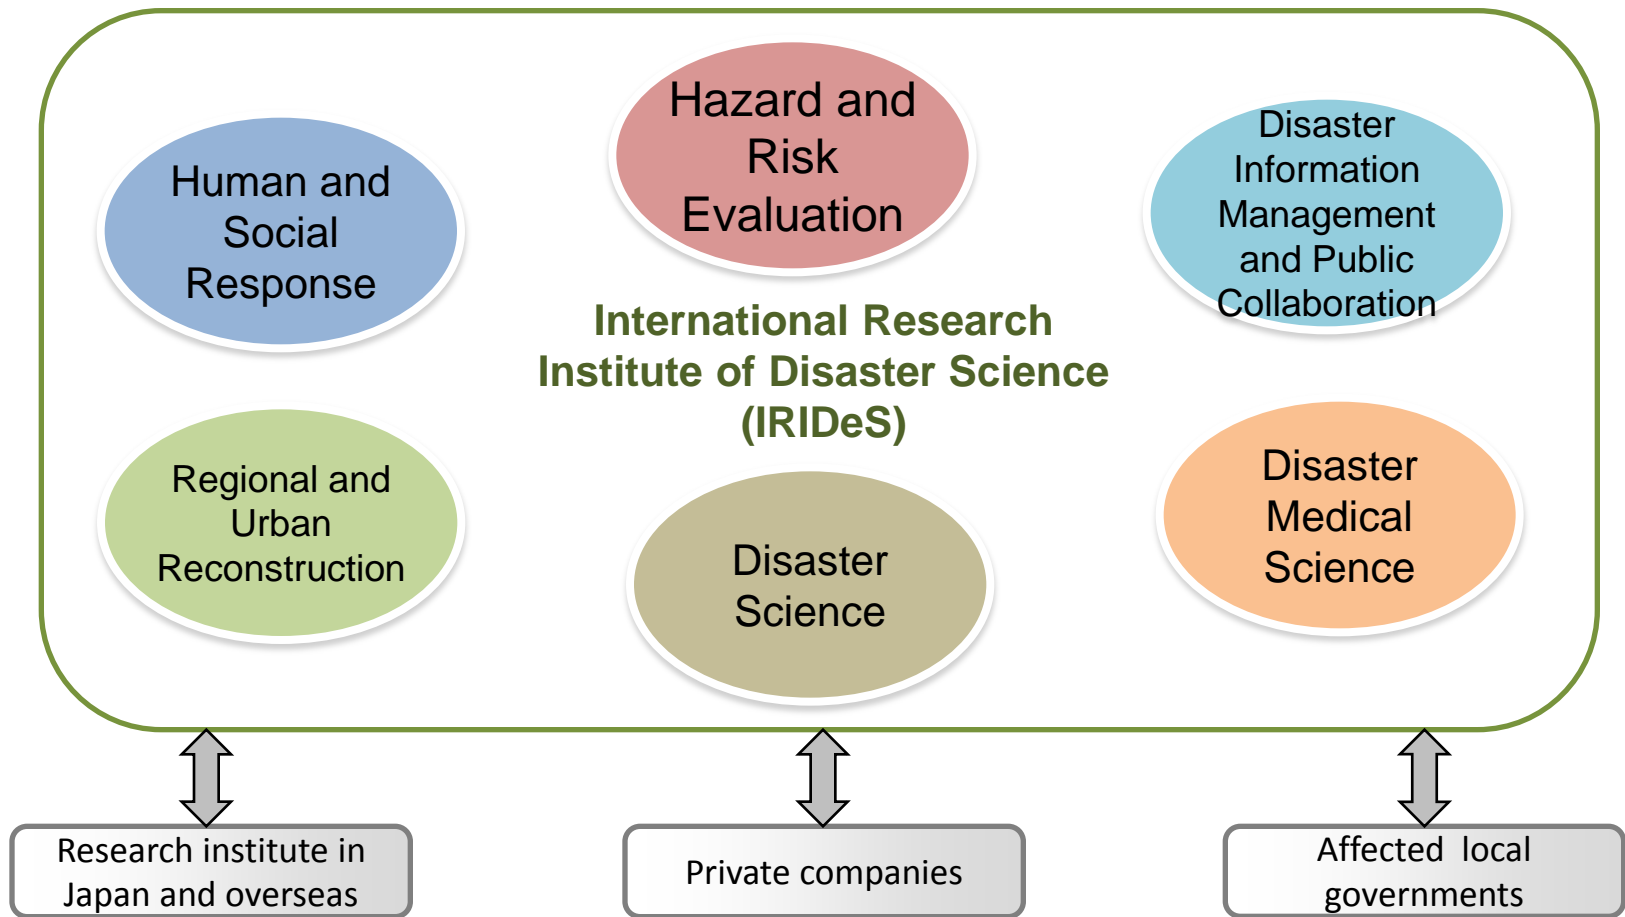 Hazard and
Risk
Evaluation
Human and
Social
Response
Disaster
Information
Management
and Public
Collaboration
International Research
Institute of Disaster Science
(IRIDeS)
Regional and
Urban
Reconstruction
Disaster
Science
Disaster
Medical
Science
Research institute in
Japan and overseas
Private companies
Affected local
governments